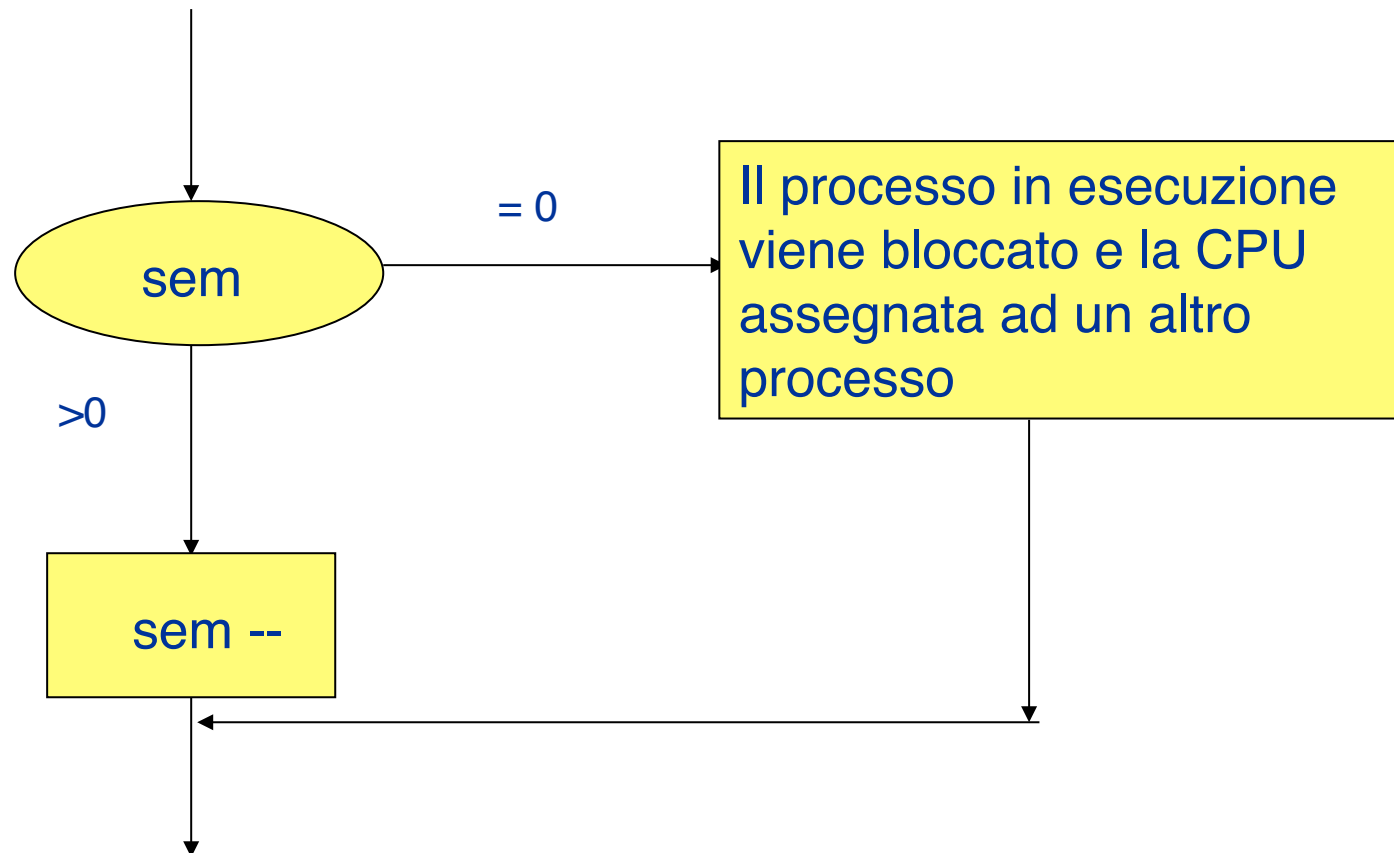 = 0
sem
Il processo in esecuzione
viene bloccato e la CPU
assegnata ad un altro
processo
>0
sem --